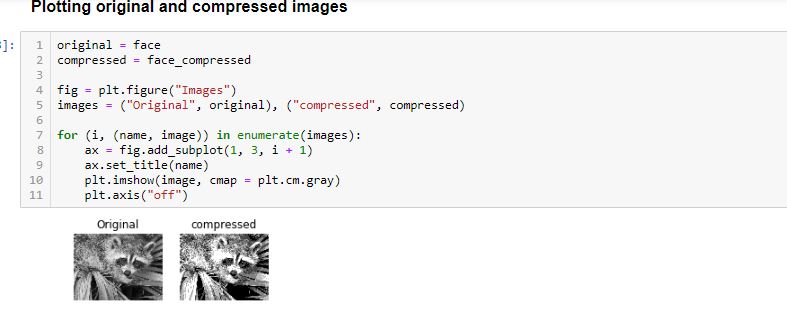 Plotting original and compressed images
]:
1 original = face
2 compressed = face_compressed
3
4 fig = plt.figure("Images")
5 images = ("Original", original), ("compressed", compressed)
6
7 for (i, (name, image)) in enumerate(images):
8     ax = fig.add_subplot(1, 3, i + 1)
9     ax.set_title(name)
10     plt.imshow(image, cmap = plt.cm.gray)
11     plt.axis("off")
Original compressed